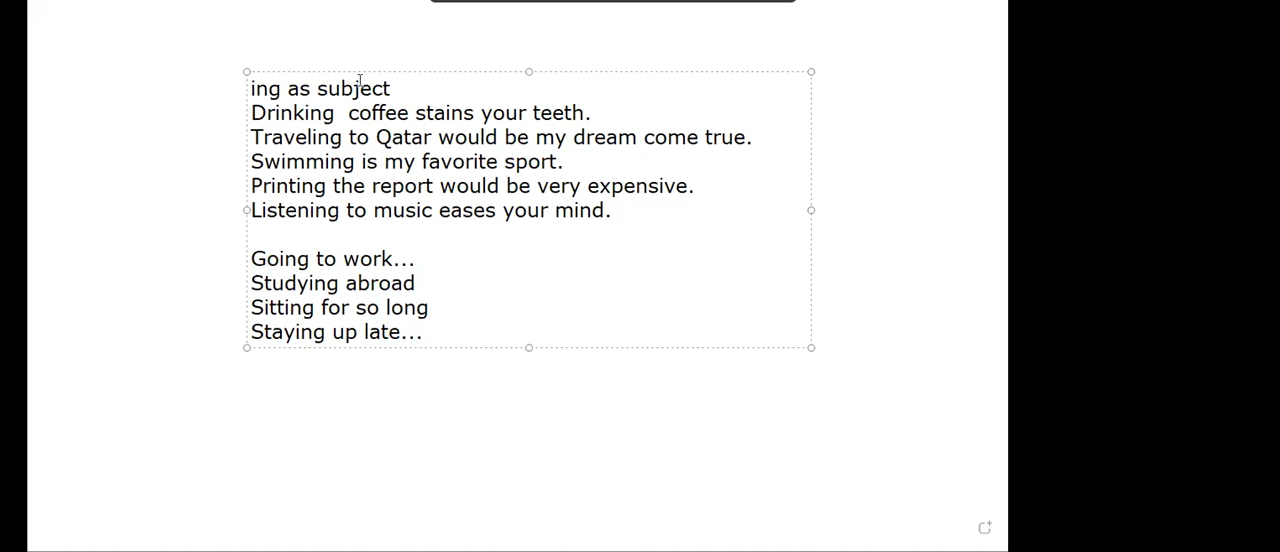 ing as subject
Drinking  coffee stains your teeth.
Traveling to Qatar would be my dream come true.
Swimming is my favorite sport.
Printing the report would be very expensive.
Listening to music eases your mind.

Going to work...
Studying abroad
Sitting for so long
Staying up late...